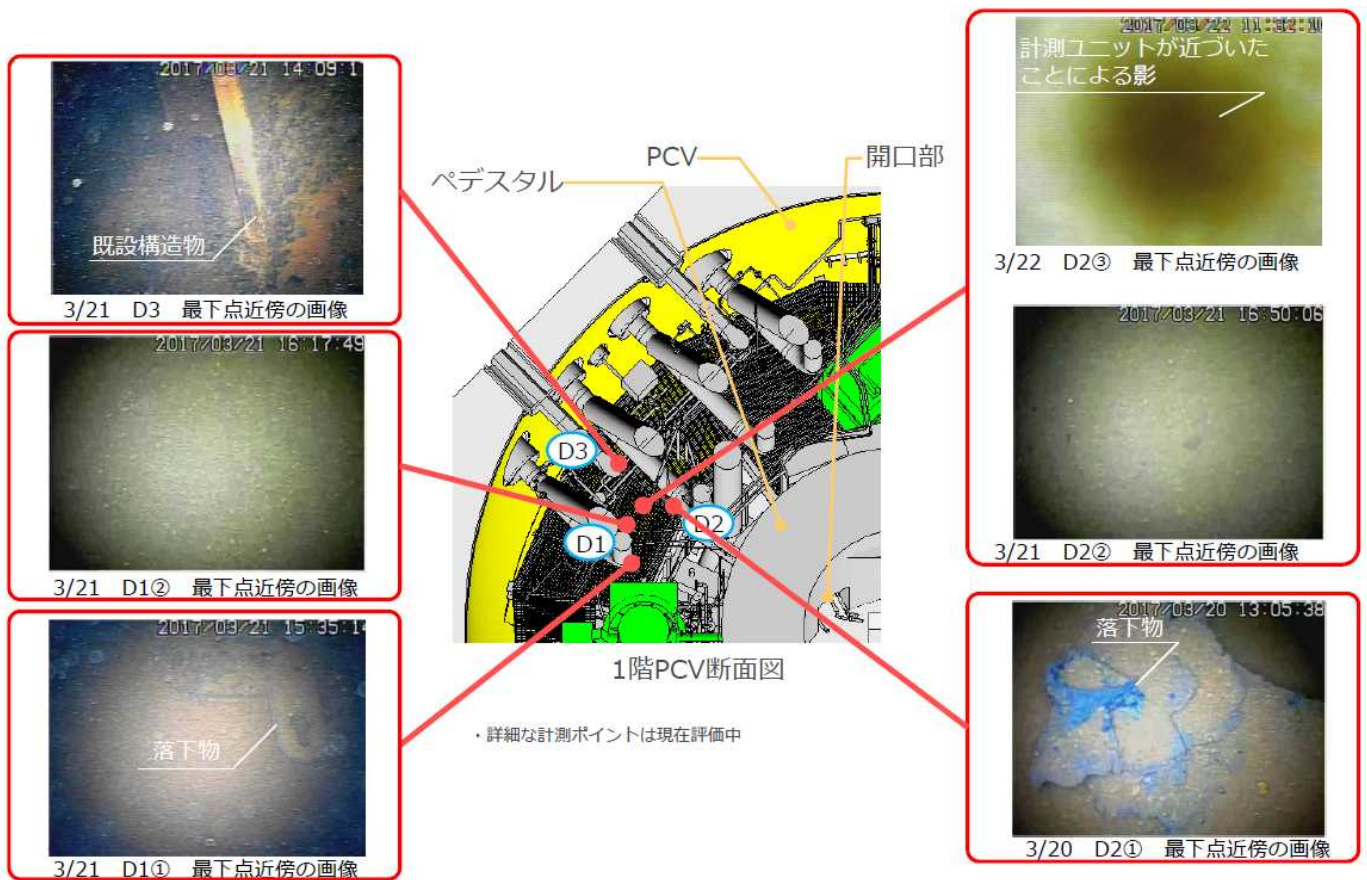 2017/03/21 14:09:1
既設構造物
3/21 D3 最下点近傍の画像
2017/03/21 16:17:49
3/21 D1② 最下点近傍の画像
2017/03/21 15:35:14
落下物
3/21 D1① 最下点近傍の画像
PCV
開口部
ペデスタル
D3
D1
D2
6
1階PCV断面図
・詳細な計測ポイントは現在評価中
2017/03/22 11:32:10
計測ユニットが近づいた
ことによる影
3/22 D2③ 最下点近傍の画像
2017/03/21 16:50:06
3/21 D2② 最下点近傍の画像
2017/03/20 13:05:38
落下物
3/20 D2① 最下点近傍の画像